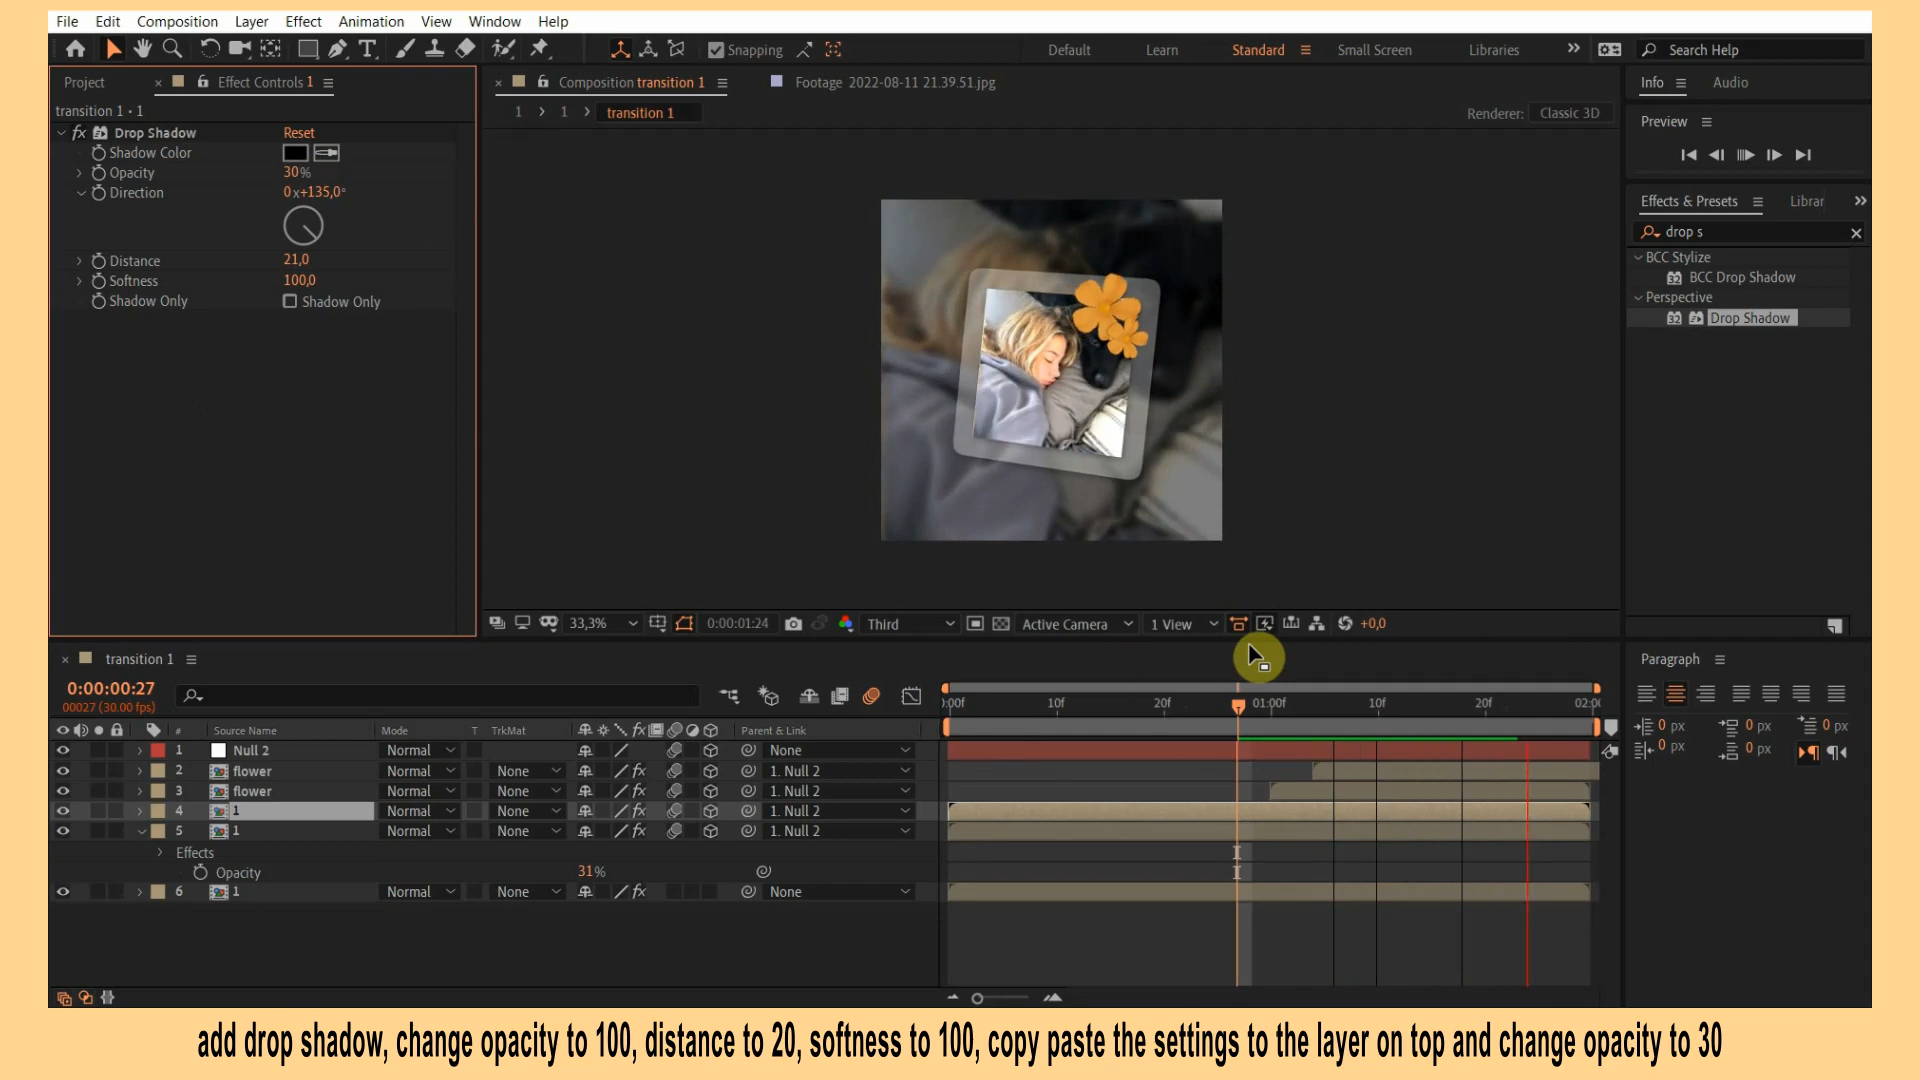 File Edit Composition Layer Effect Animation View Window Help
Snapping Default Learn Standard Small Screen Libraries Search Help
Project Effect Controls 1
transition 1 • 1
fx Drop Shadow Reset
Shadow Color
Opacity 30%
Direction 0x+135,0°
Distance 21,0
Softness 100,0
Shadow Only Shadow Only
Composition transition 1 Footage 2022-08-11 21.39.51.jpg
1 1 transition 1 Renderer: Classic 3D
33,3% 0:00:01:24 Third Active Camera 1 View +0,0
Info Audio
Preview
Effects & Presets Librar
drop s
BCC Stylize
32 BCC Drop Shadow
Perspective
32 Drop Shadow
transition 1
0:00:00:27
00027 (30.00 fps)
:00f 10f 20f 01:00f 10f 20f 02:0
# Source Name Mode T TrkMat Parent & Link
1 Null 2 Normal None
2 flower Normal None 1. Null 2
3 flower Normal None 1. Null 2
4 1 Normal None 1. Null 2
5 1 Normal None 1. Null 2
Effects
Opacity 31%
6 1 Normal None None
Paragraph
0 px 0 px 0 px
0 px 0 px
add drop shadow, change opacity to 100, distance to 20, softness to 100, copy paste the settings to the layer on top and change opacity to 30